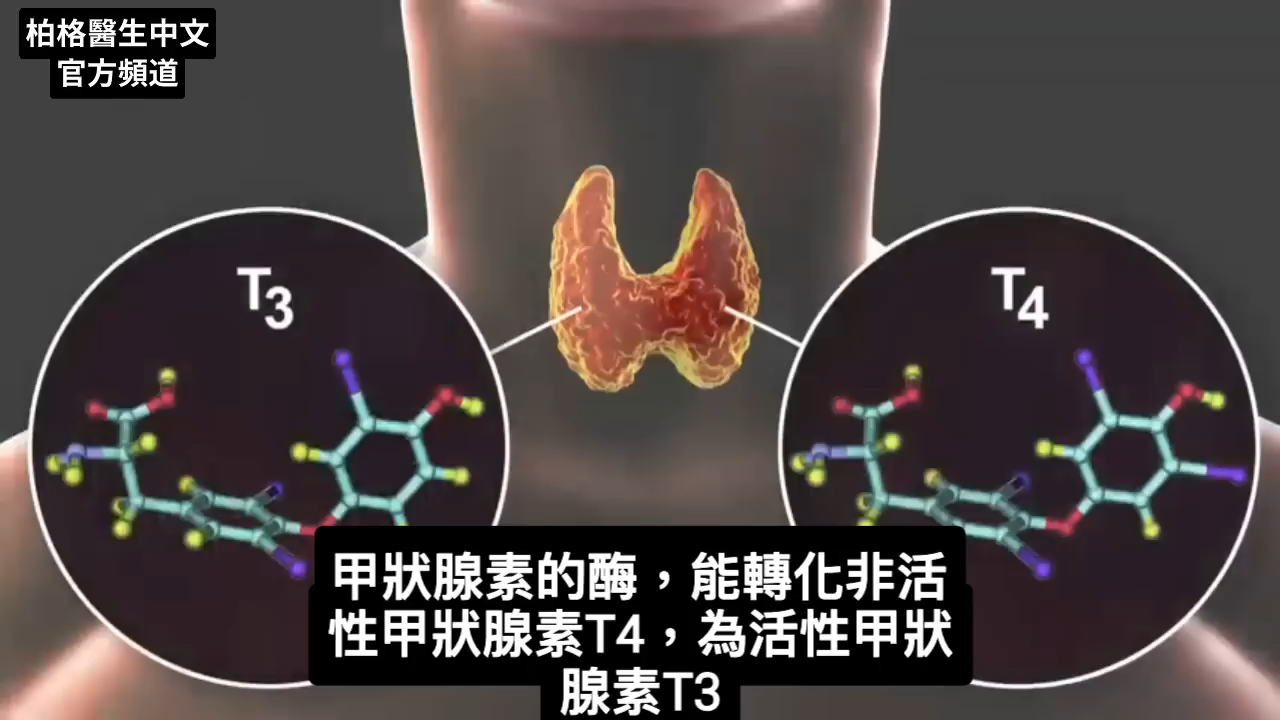 柏格醫生中文
官方頻道
T3
T4
甲狀腺素的酶，能轉化非活
性甲狀腺素T4，為活性甲狀
腺素T3